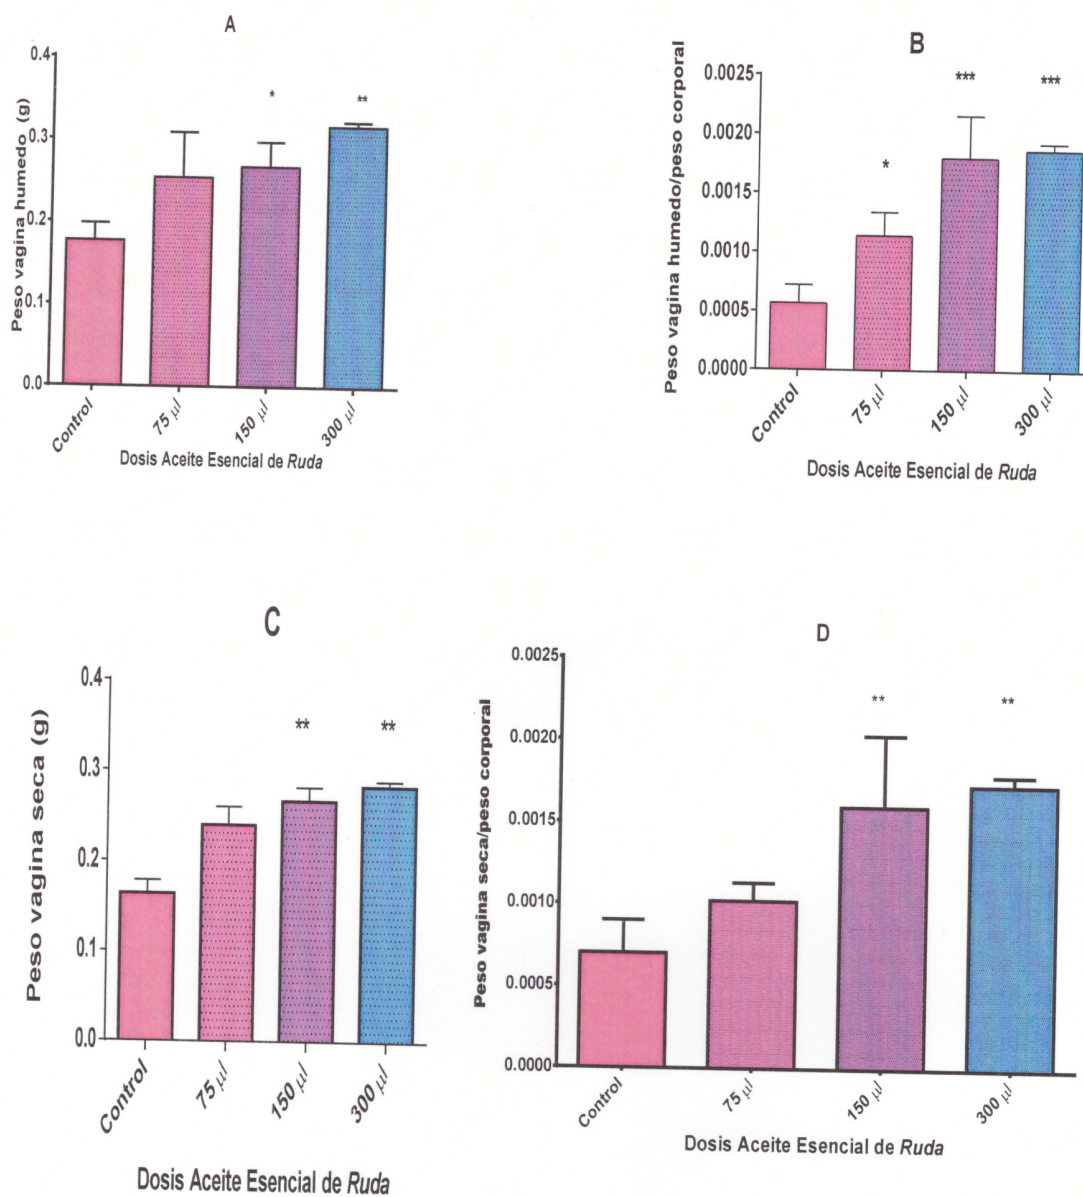 A
Peso vagina humedo (g)
0.4
0.3
0.2
0.1
0.0
*
**
Control
75 µl
150 µl
300 µl
Dosis Aceite Esencial de Ruda
B
Peso vagina humedo/peso corporal
0.0025
0.0020
0.0015
0.0010
0.0005
0.0000
*
***
***
Control
75 µl
150 µl
300 µl
Dosis Aceite Esencial de Ruda
C
Peso vagina seca (g)
0.4
0.3
0.2
0.1
0.0
**
**
Control
75 µl
150 µl
300 µl
Dosis Aceite Esencial de Ruda
D
Peso vagina seca/peso corporal
0.0025
0.0020
0.0015
0.0010
0.0005
0.0000
**
**
Control
75 µl
150 µl
300 µl
Dosis Aceite Esencial de Ruda